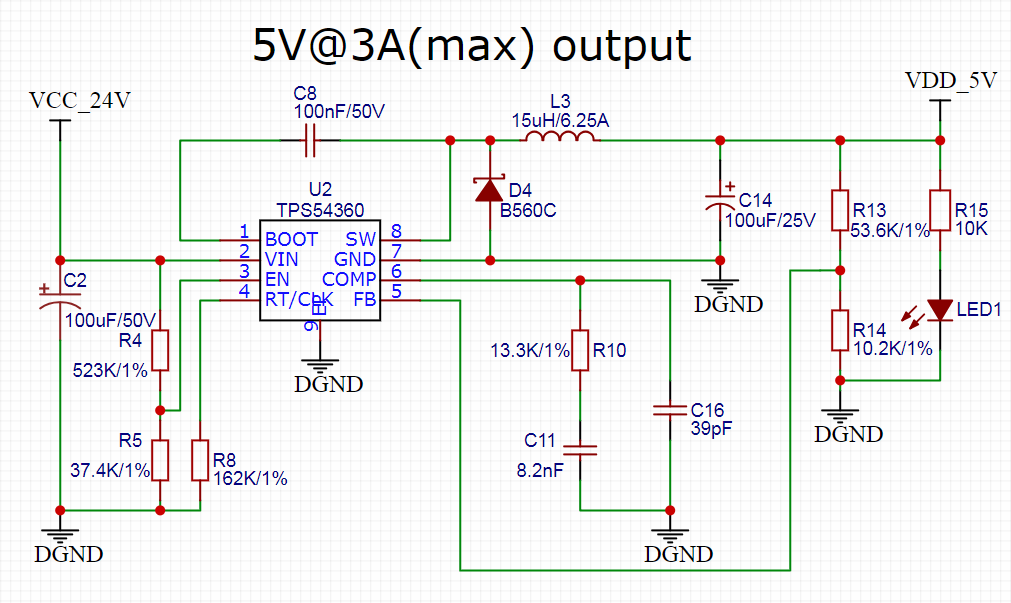 5V@3A(max) output
VCC_24V
VDD_5V
C8
100nF/50V
L3
15uH/6.25A
U2
TPS54360
D4
B560C
C14
100uF/25V
R13
53.6K/1%
R15
10K
1
BOOT
SW
8
2
VIN
GND
7
3
EN
COMP
6
4
RT/CLK
FB
5
EP
9
C2
100uF/50V
R4
523K/1%
DGND
DGND
13.3K/1%
R10
LED1
R14
10.2K/1%
C16
39pF
DGND
R5
37.4K/1%
R8
162K/1%
C11
8.2nF
DGND
DGND